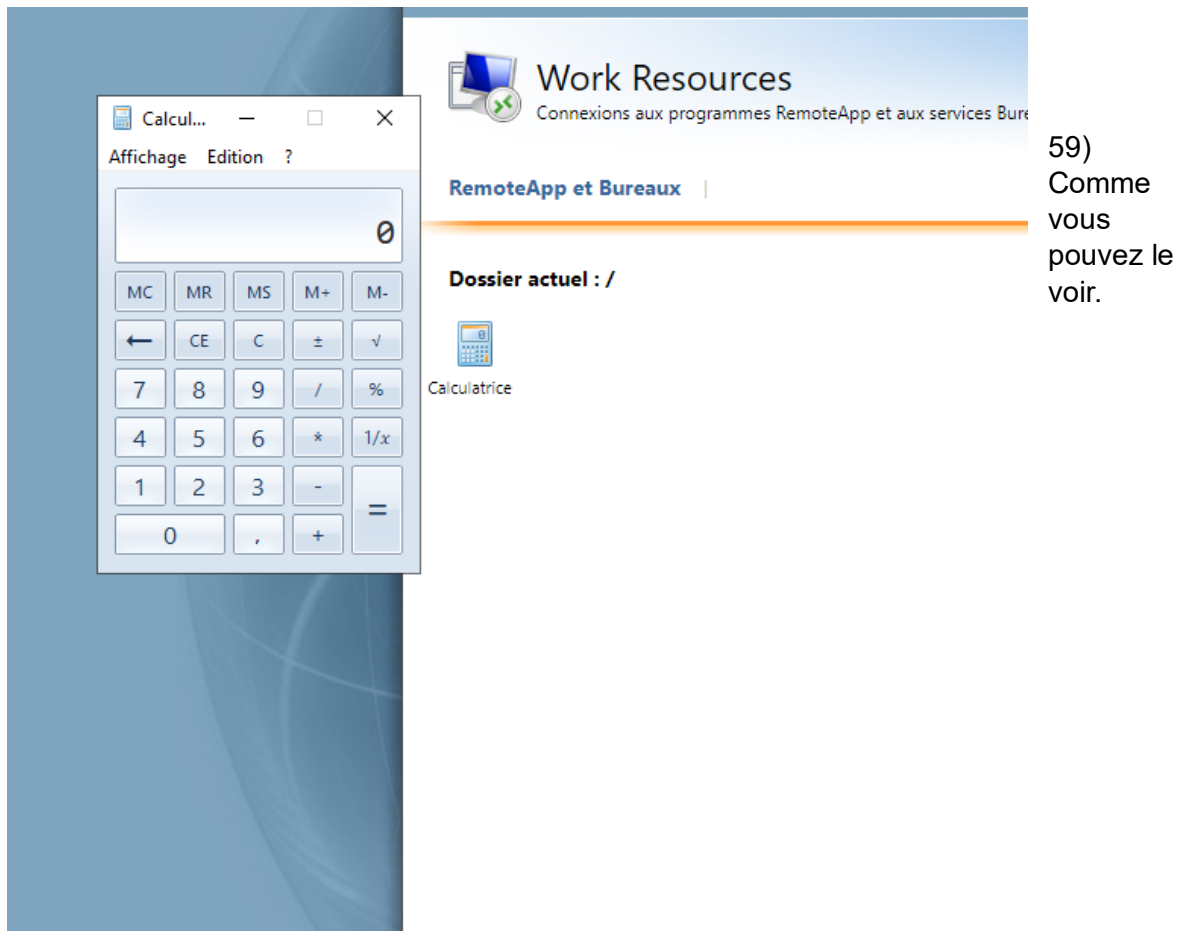 Work Resources
Connexions aux programmes RemoteApp et aux services Bure
RemoteApp et Bureaux |
Dossier actuel : /
0
Calculatrice
Calcul...
Affichage Edition ?
0
MC MR MS M+ M-
← CE C ± √
7 8 9 / %
4 5 6 * 1/x
1 2 3 - =
0 , +
59)
Comme
vous
pouvez le
voir.